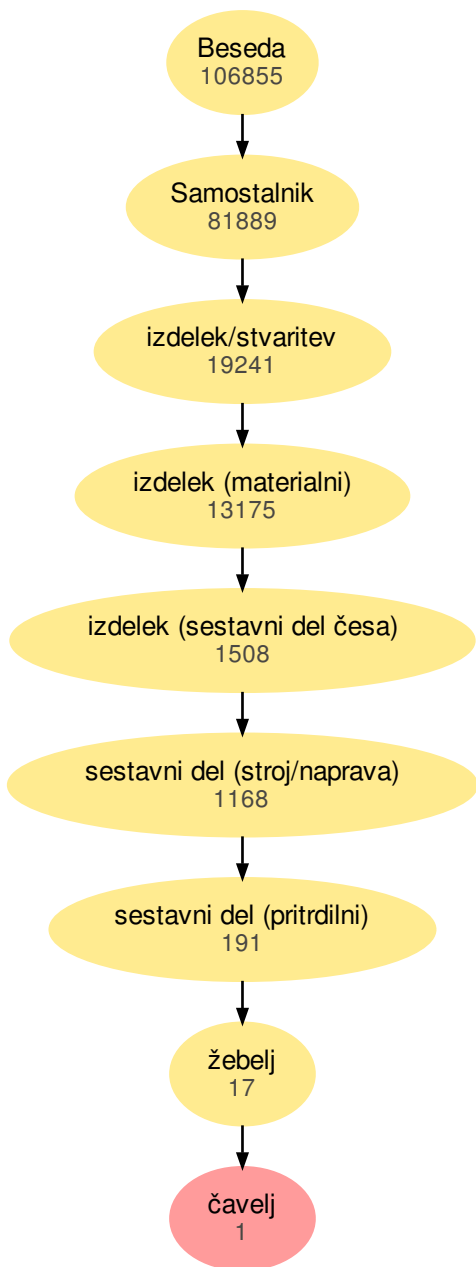 Beseda
106855
Samostalnik
81889
izdelek/stvaritev
19241
izdelek (materialni)
13175
izdelek (sestavni del česa)
1508
sestavni del (stroj/naprava)
1168
sestavni del (pritrdilni)
191
žebelj
17
čavelj
1